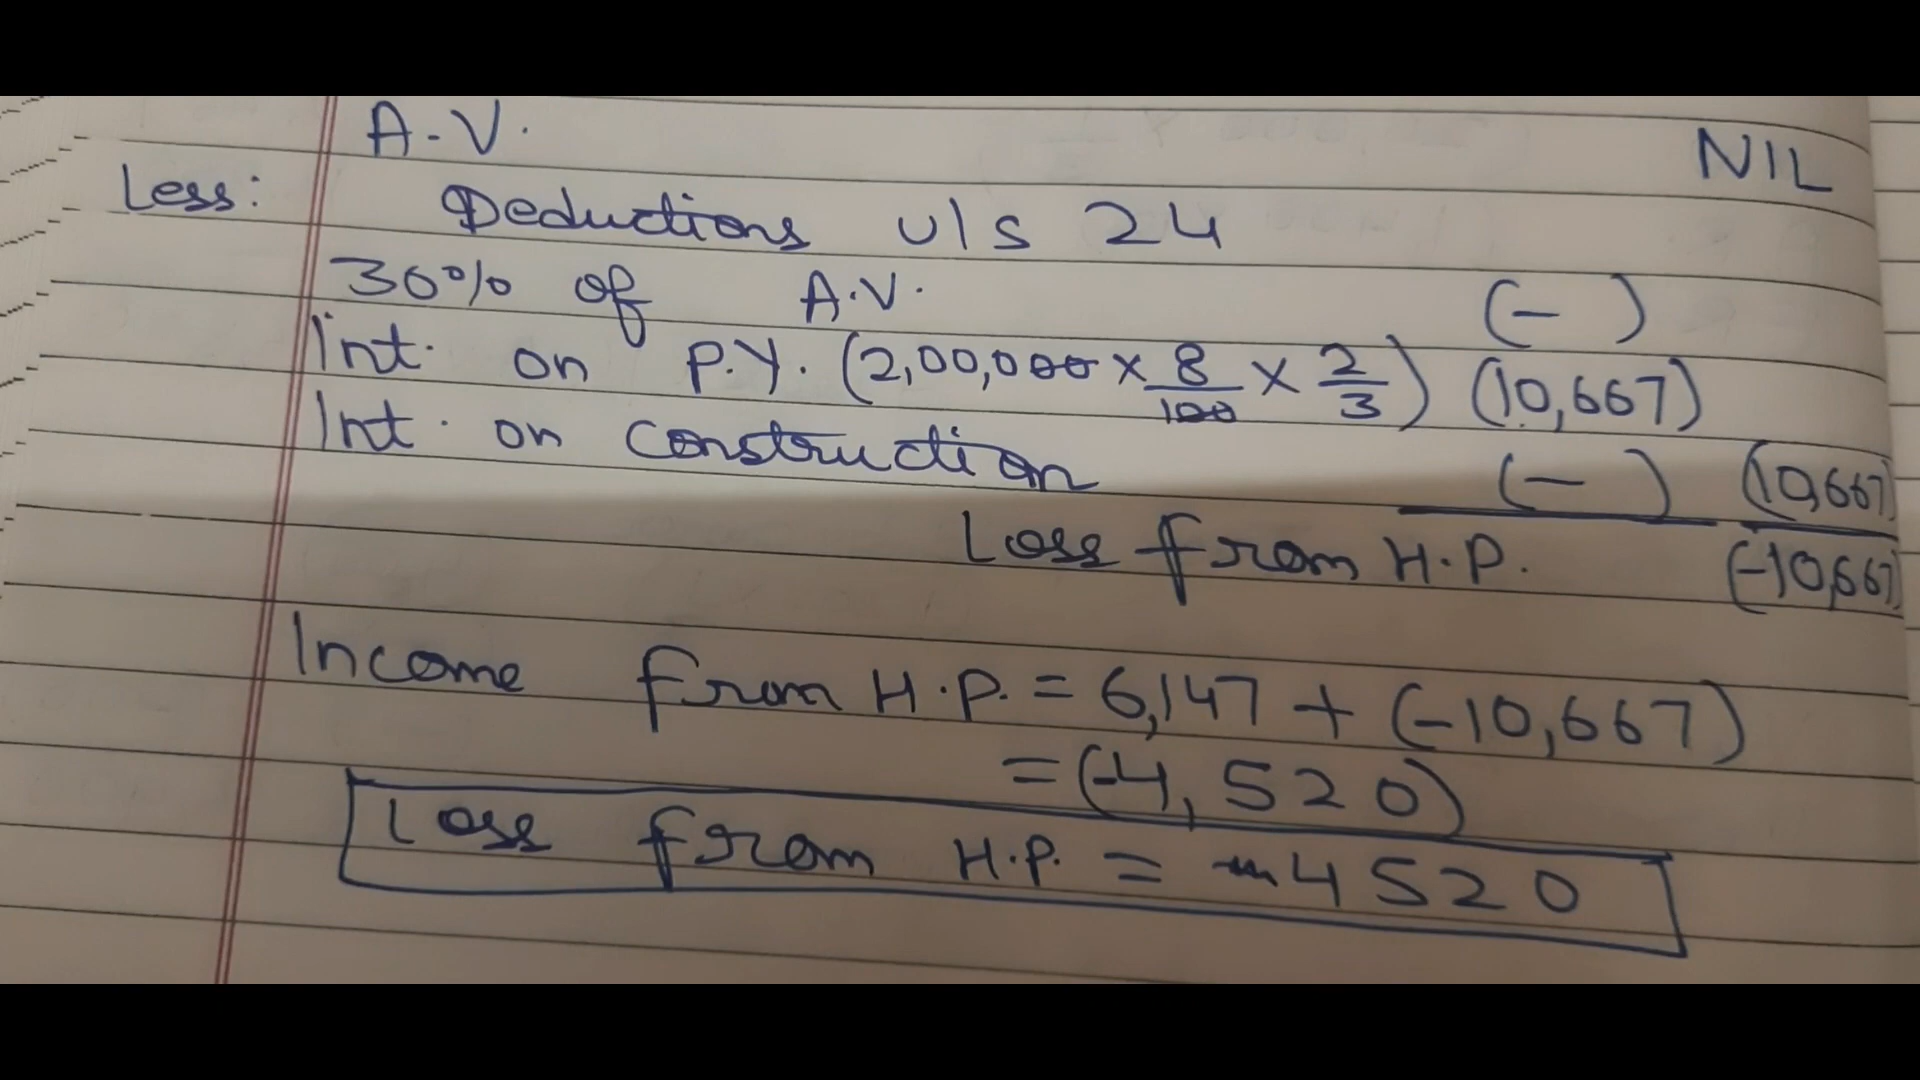 A.V. NIL
Less: Deductions u/s 24
30% of A.V. (-)
Int. on P.Y. (2,00,000 × 8/100 × 2/3) (10,667)
Int. on Construction (-) (10,667)
Loss from H.P. (-10,667)
Income from H.P. = 6,147 + (-10,667)
= (-4,520)
Loss from H.P. = -4520